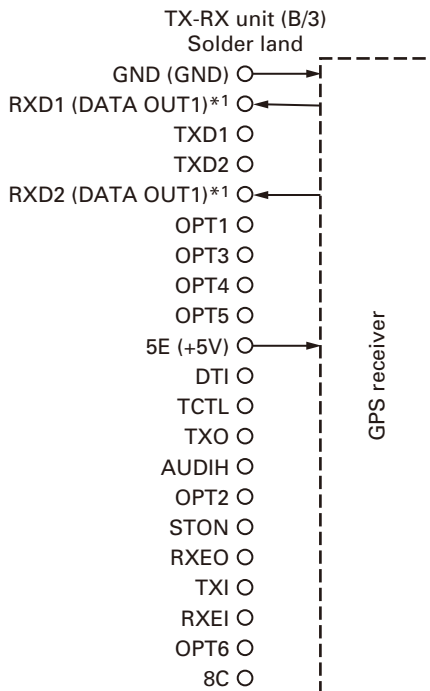 TX-RX unit (B/3)
Solder land
GND (GND)
RXD1 (DATA OUT1)*1
TXD1
TXD2
RXD2 (DATA OUT1)*1
OPT1
OPT3
OPT4
OPT5
5E (+5V)
DTI
TCTL
TXO
AUDIH
OPT2
STON
RXEO
TXI
RXEI
OPT6
8C
GPS receiver